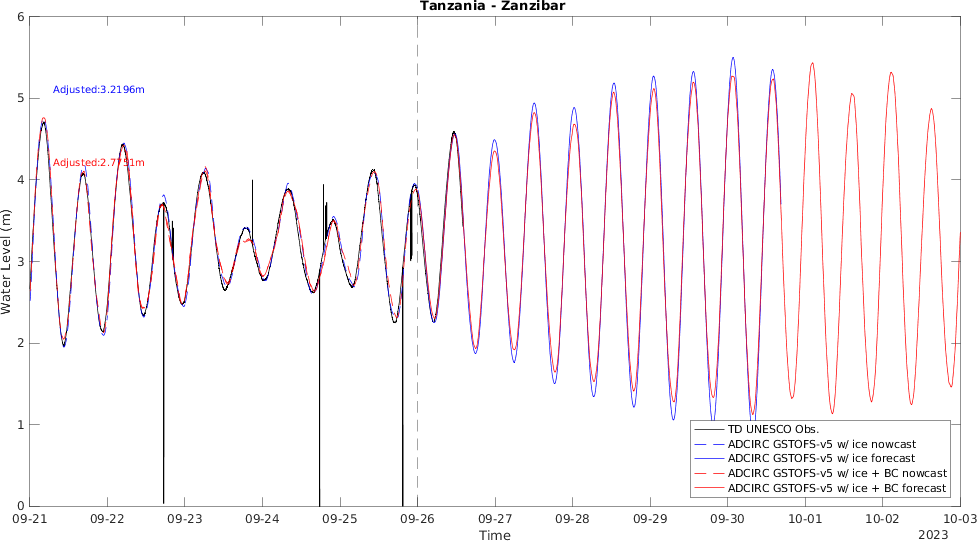 Tanzania - Zanzibar
6
5
4
3
2
1
0
Water Level (m)
Adjusted:3.2196m
Adjusted:2.7751m
TD UNESCO Obs.
ADCIRC GSTOFS-v5 w/ ice nowcast
ADCIRC GSTOFS-v5 w/ ice forecast
ADCIRC GSTOFS-v5 w/ ice + BC nowcast
ADCIRC GSTOFS-v5 w/ ice + BC forecast
09-21 09-22 09-23 09-24 09-25 09-26 09-27 09-28 09-29 09-30 10-01 10-02 10-03
Time
2023